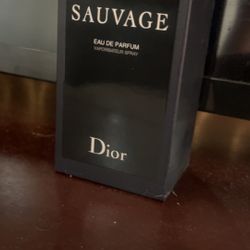 SAUVAGE
EAU DE PARFUM
VAPORISATEUR SPRAY
Dior